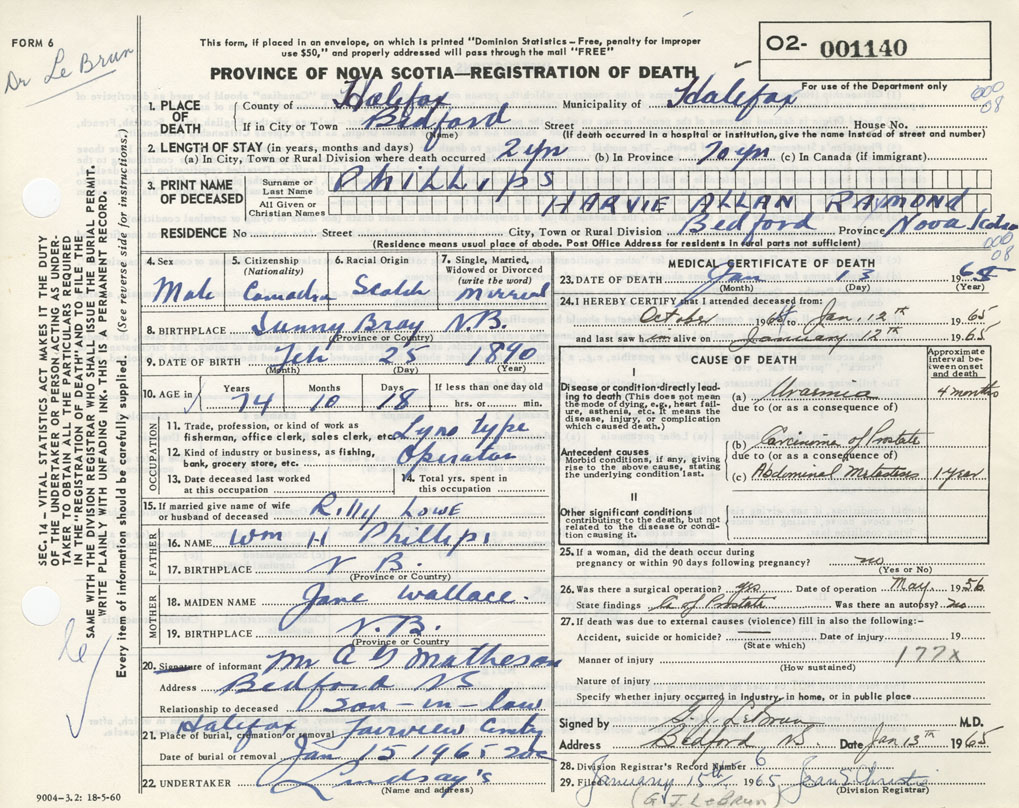 FORM 6
Dr Le Brun
This form, if placed in an envelope, on which is printed "Dominion Statistics - Free, penalty for improper
use $50," and properly addressed will pass through the mail "FREE"
O2- 001140
For use of the Department only
PROVINCE OF NOVA SCOTIA—REGISTRATION OF DEATH
000
08
1. PLACE OF DEATH County of Halifax Municipality of Halifax
If in City or Town Bedford (Name) Street House No.
(If death occurred in a hospital or institution, give the name instead of street and number)
2. LENGTH OF STAY (in years, months and days)
(a) In City, Town or Rural Division where death occurred 2 yrs (b) In Province 70 yrs (c) In Canada (if immigrant)
3. PRINT NAME OF DECEASED Surname or Last Name PHILLIPS
All Given or Christian Names HARVIE ALLAN RAYMOND
RESIDENCE No Street City, Town or Rural Division Bedford Province Nova Scotia
(Residence means usual place of abode. Post Office Address for residents in rural parts not sufficient)
000
08
4. Sex Male
5. Citizenship (Nationality)
6. Racial Origin Scotch
7. Single, Married, Widowed or Divorced (write the word) Married
8. BIRTHPLACE Sunny Bray N.B.
(Province or Country)
9. DATE OF BIRTH Feb 25 1890
(Month) (Day) (Year)
10. AGE in Years 74 Months 10 Days 18 If less than one day old hrs. or min.
OCCUPATION
11. Trade, profession, or kind of work as fisherman, office clerk, sales clerk, etc. Lyno type
12. Kind of industry or business, as fishing, bank, grocery store, etc. Operator
13. Date deceased last worked at this occupation
14. Total yrs. spent in this occupation
15. If married give name of wife or husband of deceased Rilly Lowe
FATHER
16. NAME Wm H Phillips
17. BIRTHPLACE N B.
(Province or Country)
MOTHER
18. MAIDEN NAME Jane Wallace.
19. BIRTHPLACE N.B.
(Province or Country)
20. Signature of informant Mr A G Matheson
Address Bedford NS
Relationship to deceased Son-in-law
21. Place of burial, cremation or removal Halifax Fairview
Date of burial or removal Jan 15 1965
22. UNDERTAKER Lindsay's
(Name and address)
9004-3.2: 18-5-60
MEDICAL CERTIFICATE OF DEATH
23. DATE OF DEATH Jan 13 1965
(Month) (Day) (Year)
24. I HEREBY CERTIFY that I attended deceased from:
October 1965 to Jan. 12th 1965
and last saw him alive on January 12th 1965
CAUSE OF DEATH
Approximate interval between onset and death
I
Disease or condition directly leading to death (This does not mean the mode of dying, e.g., heart failure, asthenia, etc. It means the disease, injury, or complication which caused death.)
(a) Uraemia 4 months
due to (or as a consequence of)
(b) Carcinoma of Prostate
due to (or as a consequence of)
Antecedent causes
Morbid conditions, if any, giving rise to the above cause, stating the underlying condition last.
(c) Abdominal Metastases 1 year
II
Other significant conditions
contributing to the death, but not related to the disease or condition causing it.
25. If a woman, did the death occur during pregnancy or within 90 days following pregnancy? no
(Yes or No)
26. Was there a surgical operation? yes Date of operation May 1956
State findings Ca of Prostate Was there an autopsy? no
27. If death was due to external causes (violence) fill in also the following:-
Accident, suicide or homicide? Date of injury 19
(State which)
Manner of injury 177X
(How sustained)
Nature of injury
Specify whether injury occurred in industry, in home, or in public place
Signed by G. J. LeBrun M.D.
Address Bedford, N.S. Date Jan 13th 1965
28. Division Registrar's Record Number 6
29. Filed January 15th 1965 Jean S. Christie
(Division Registrar)
(G J. LeBrun)
SEC. 14 – VITAL STATISTICS ACT MAKES IT THE DUTY
OF THE UNDERTAKER OR PERSON ACTING AS UNDER-
TAKER TO OBTAIN ALL THE PARTICULARS REQUIRED
IN THE "REGISTRATION OF DEATH" AND TO FILE THE
SAME WITH THE DIVISION REGISTRAR WHO SHALL ISSUE THE BURIAL PERMIT.
WRITE PLAINLY WITH UNFADING INK. THIS IS A PERMANENT RECORD.
Every item of information should be carefully supplied. (See reverse side for instructions.)